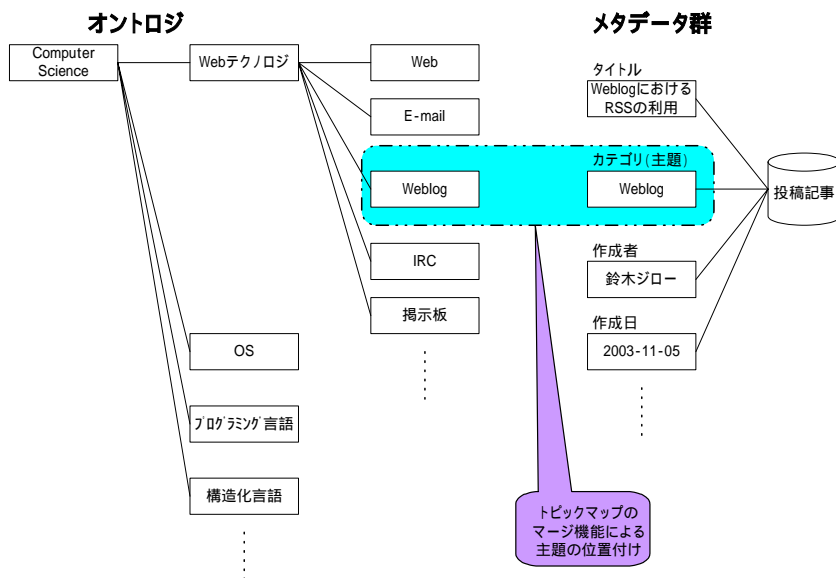 オントロジ
メタデータ群
Computer
Science
Webテクノロジ
Web
E-mail
Weblog
IRC
掲示板
OS
プログラミング言語
構造化言語
タイトル
Weblogにおける
RSSの利用
カテゴリ(主題)
Weblog
作成者
鈴木ジロー
作成日
2003-11-05
投稿記事
トピックマップの
マージ機能による
主題の位置付け